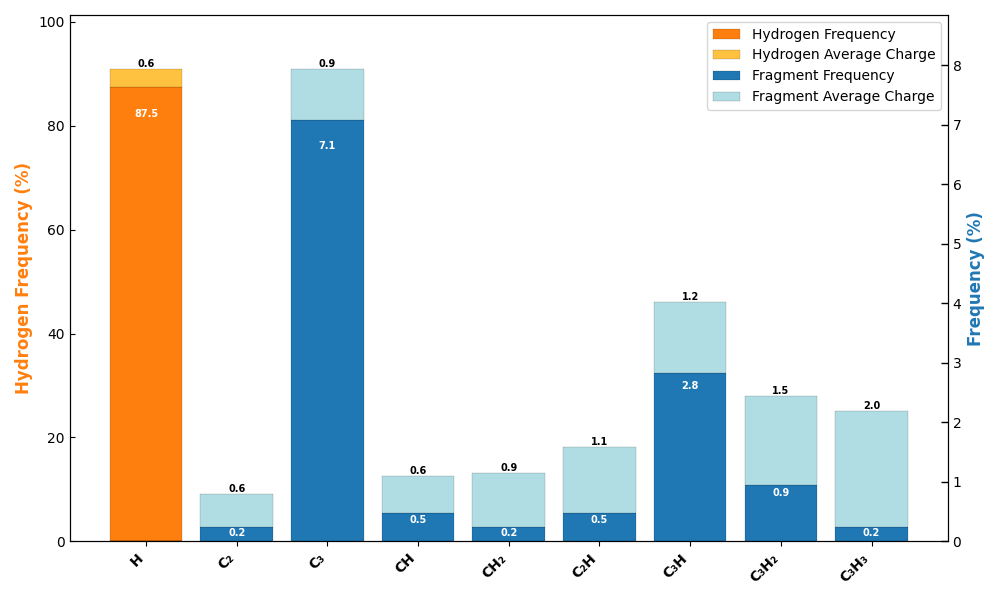 100
80
60
40
20
0
Hydrogen Frequency (%)
0.6
87.5
0.6
0.2
0.9
7.1
0.6
0.5
0.9
0.2
1.1
0.5
1.2
2.8
1.5
0.9
2.0
0.2
Hydrogen Frequency
Hydrogen Average Charge
Fragment Frequency
Fragment Average Charge
8
7
6
5
4
3
2
1
0
Frequency (%)
H
C₂
C₃
CH
CH₂
C₂H
C₃H
C₃H₂
C₃H₃